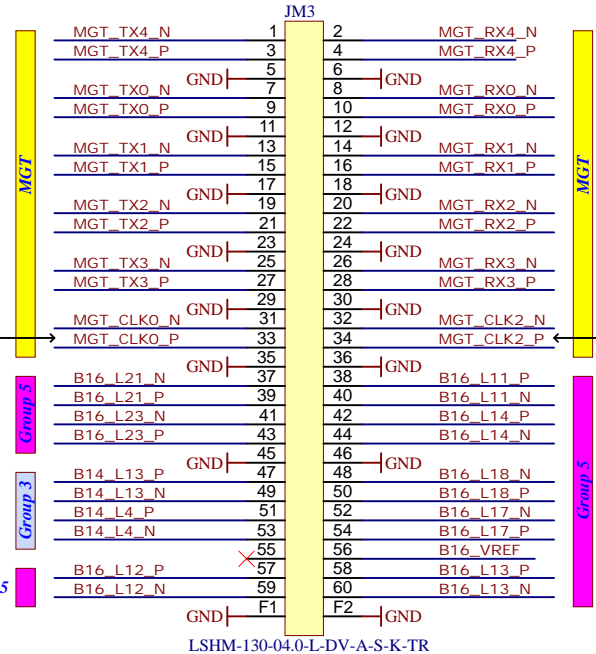 JM3
MGT_TX4_N 1 2 MGT_RX4_N
MGT_TX4_P 3 4 MGT_RX4_P
GND 5 6 GND
MGT_TX0_N 7 8 MGT_RX0_N
MGT_TX0_P 9 10 MGT_RX0_P
GND 11 12 GND
MGT_TX1_N 13 14 MGT_RX1_N
MGT_TX1_P 15 16 MGT_RX1_P
GND 17 18 GND
MGT_TX2_N 19 20 MGT_RX2_N
MGT_TX2_P 21 22 MGT_RX2_P
GND 23 24 GND
MGT_TX3_N 25 26 MGT_RX3_N
MGT_TX3_P 27 28 MGT_RX3_P
GND 29 30 GND
MGT_CLK0_N 31 32 MGT_CLK2_N
MGT_CLK0_P 33 34 MGT_CLK2_P
GND 35 36 GND
B16_L21_N 37 38 B16_L11_P
B16_L21_P 39 40 B16_L11_N
B16_L23_N 41 42 B16_L14_P
B16_L23_P 43 44 B16_L14_N
GND 45 46 GND
B14_L13_P 47 48 B16_L18_N
B14_L13_N 49 50 B16_L18_P
B14_L4_P 51 52 B16_L17_N
B14_L4_N 53 54 B16_L17_P
55 56 B16_VREF
B16_L12_P 57 58 B16_L13_P
B16_L12_N 59 60 B16_L13_N
GND F1 F2 GND
LSHM-130-04.0-L-DV-A-S-K-TR
MGT
Group 5
Group 3
5
MGT
Group 5